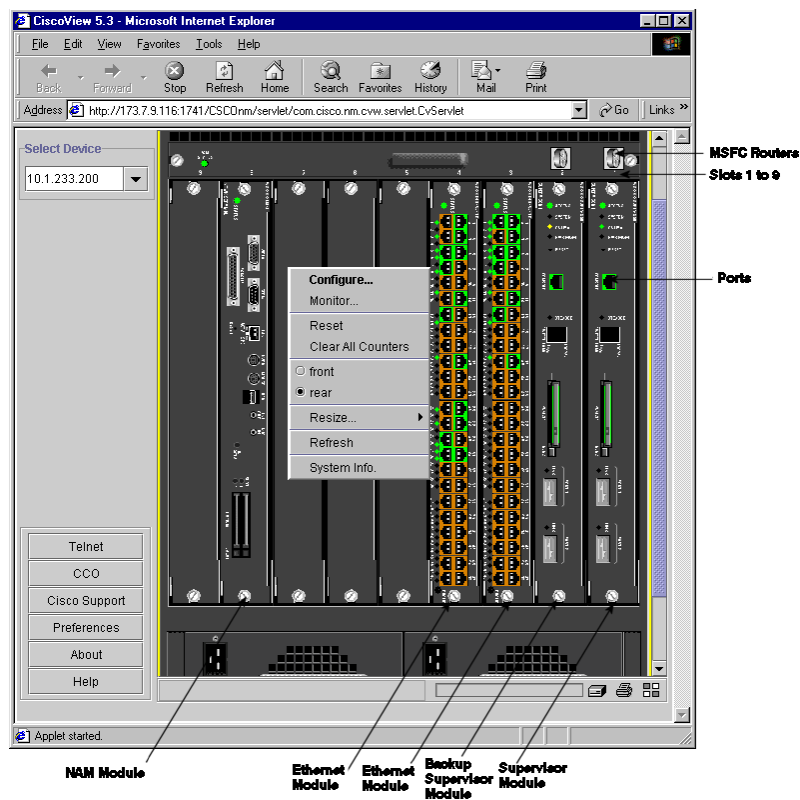 CiscoView 5.3 - Microsoft Internet Explorer
File Edit View Favorites Tools Help
Back Forward Stop Refresh Home Search Favorites History Mail Print
Address http://173.7.9.116:1741/CSCOnm/servlet/com.cisco.nm.cvw.servlet.CvServlet Go Links »
Select Device
10.1.233.200
MSFC Routers
Slots 1 to 9
Ports
Configure...
Monitor...
Reset
Clear All Counters
front
rear
Resize...
Refresh
System Info.
Telnet
CCO
Cisco Support
Preferences
About
Help
Applet started.
NAM Module
Ethernet Module
Ethernet Module
Backup Supervisor Module
Supervisor Module